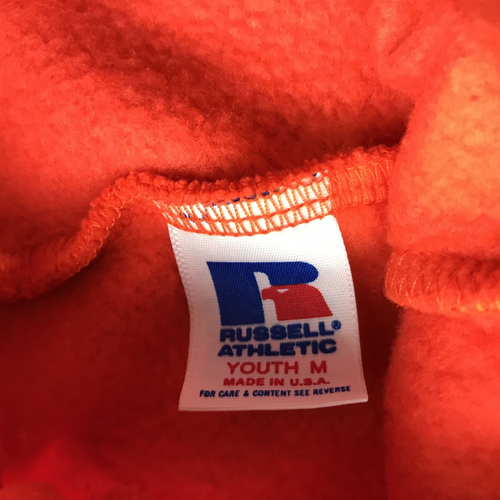 RUSSELL®
ATHLETIC
YOUTH M
MADE IN U.S.A.
FOR CARE & CONTENT SEE REVERSE